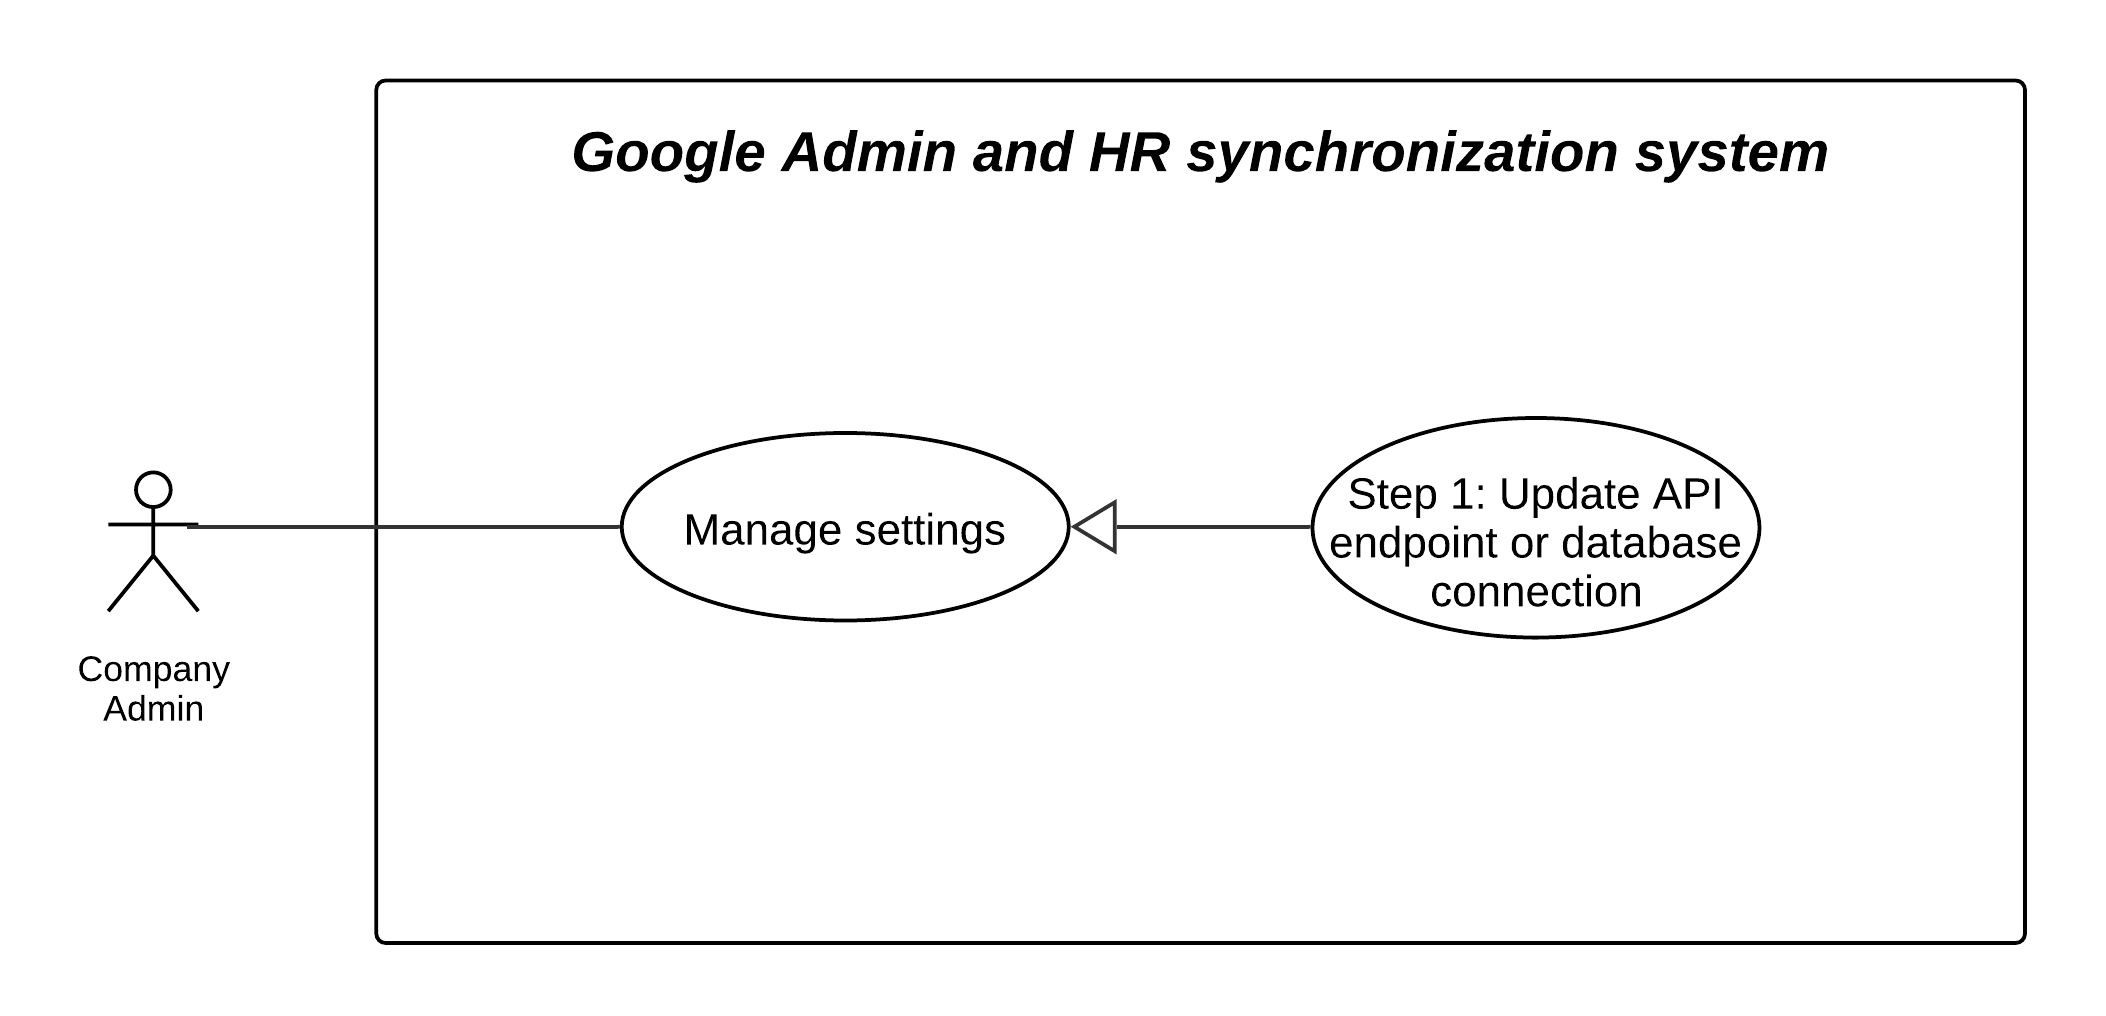 Google Admin and HR synchronization system
Manage settings
Step 1: Update API
endpoint or database
connection
Company
Admin